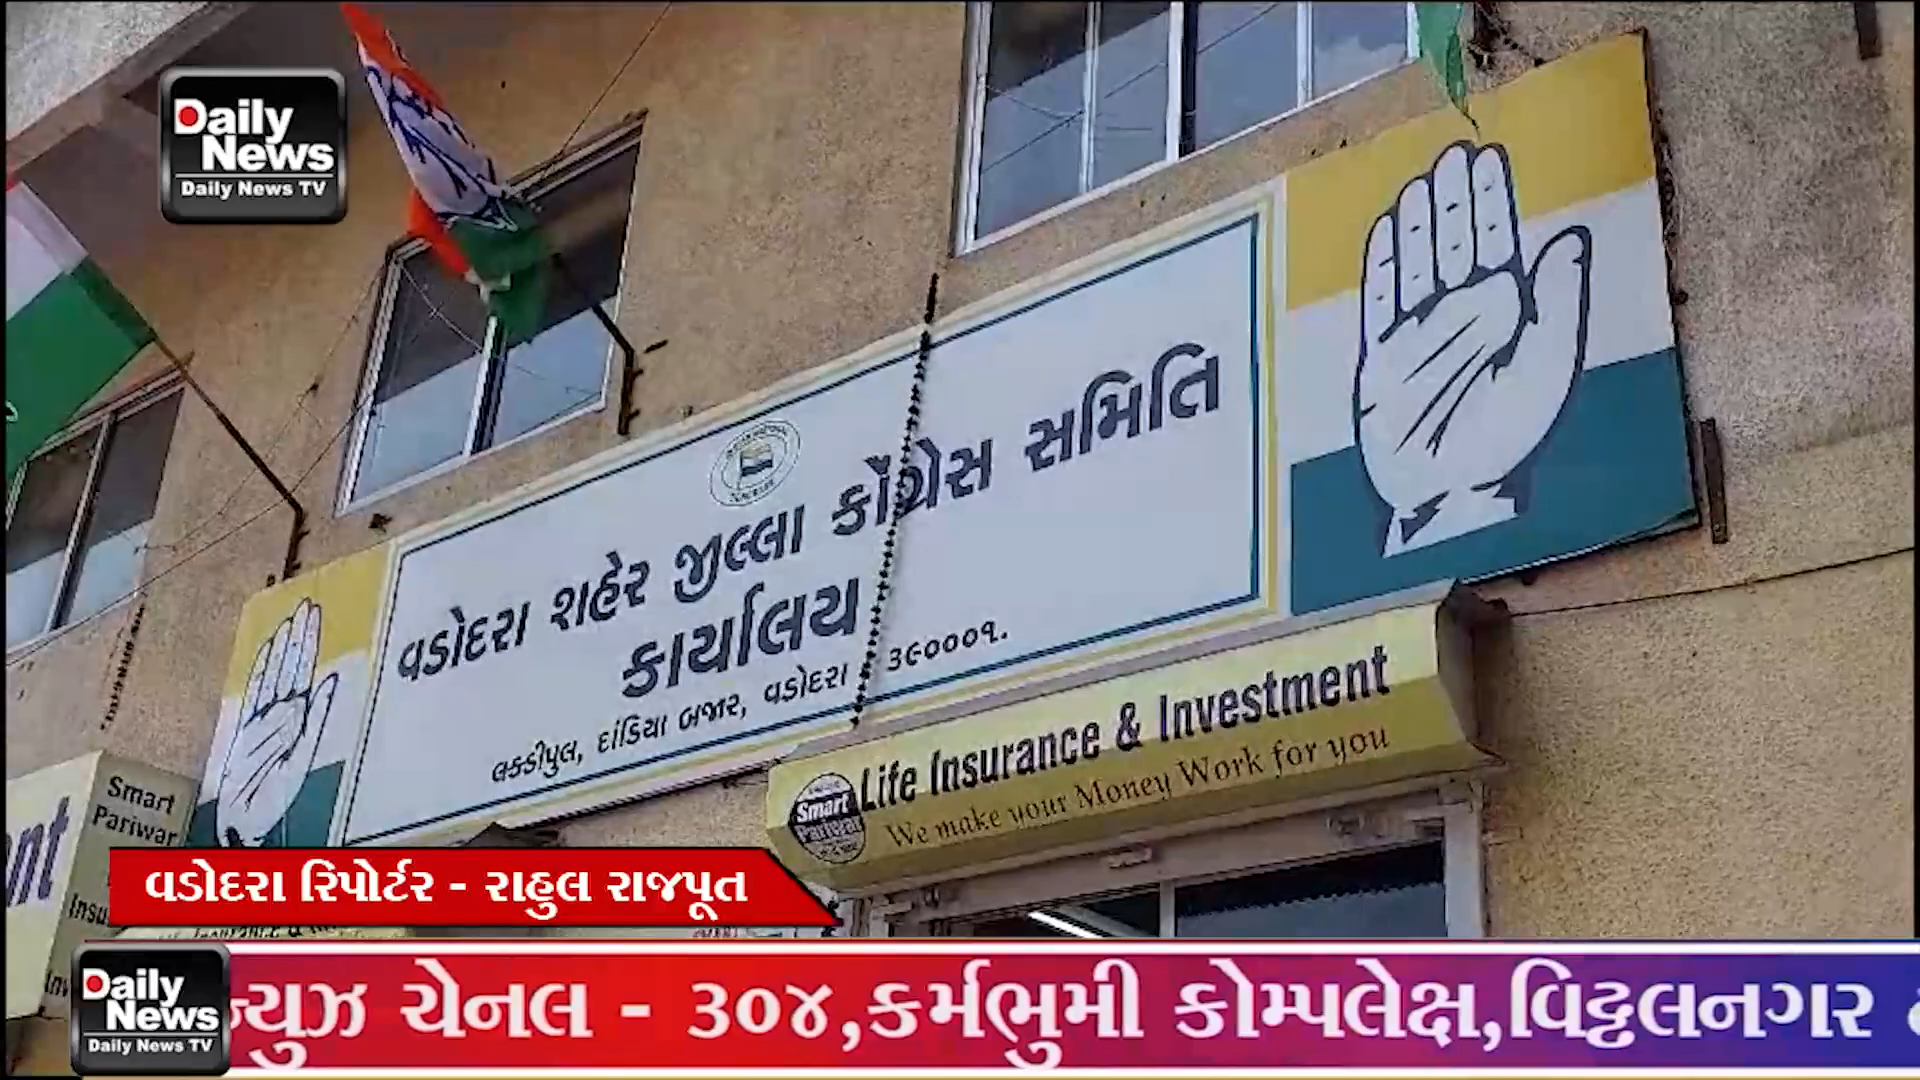 Daily
News
Daily News TV
વડોદરા શહેર જીલ્લા કોંગ્રેસ સમિતિ
કાર્યાલય
લકડીપુલ, દાંડિયા બજાર, વડોદરા ૩૯૦૦૦૧.
Life Insurance & Investment
We make your Money Work for you
Smart
Pariwar
Smart
Pariwar
વડોદરા રિપોર્ટર - રાહુલ રાજપૂત
Daily
News
Daily News TV
ન્યુઝ ચેનલ - ૩૦૪,કર્મભુમી કોમ્પલેક્ષ,વિટ્ઠલનગર